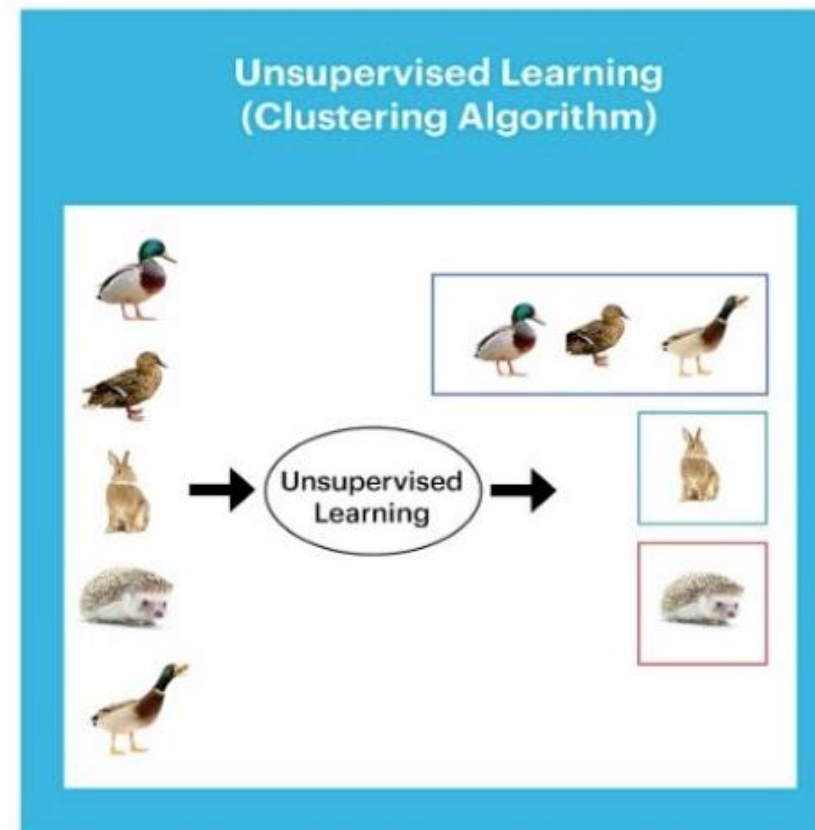 Unsupervised Learning
(Clustering Algorithm)
Unsupervised
Learning